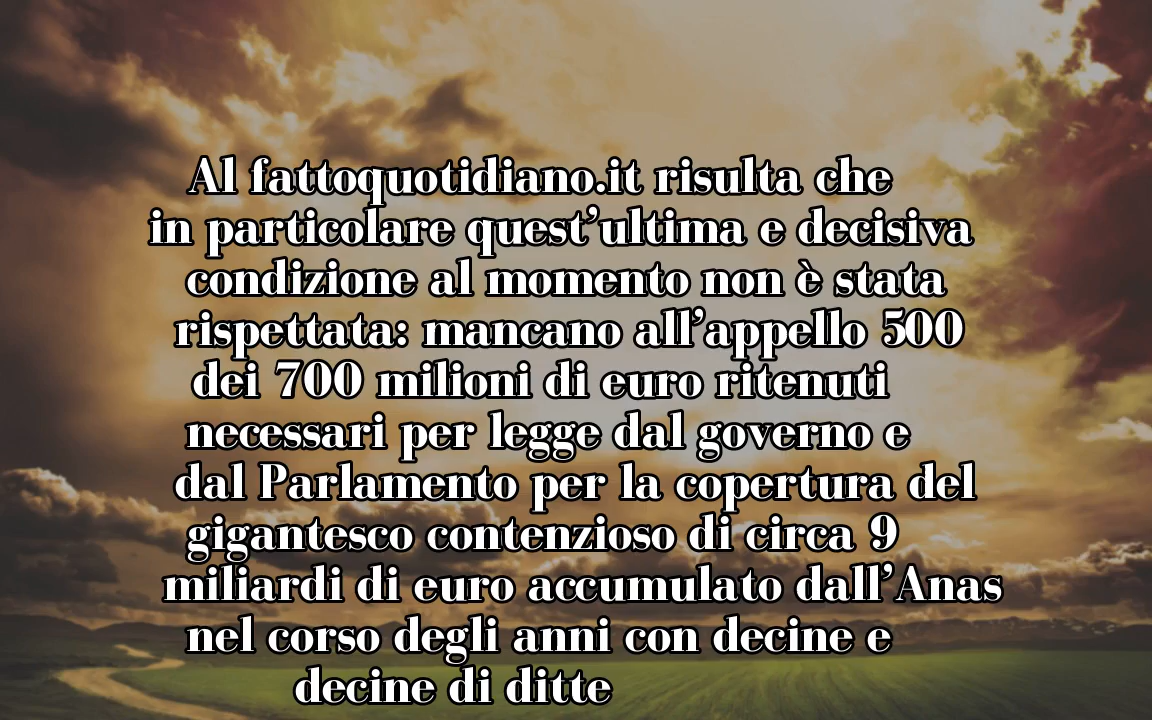 Al fattoquotidiano.it risulta che
in particolare quest’ultima e decisiva
condizione al momento non è stata
rispettata: mancano all’appello 500
dei 700 milioni di euro ritenuti
necessari per legge dal governo e
dal Parlamento per la copertura del
gigantesco contenzioso di circa 9
miliardi di euro accumulato dall’Anas
nel corso degli anni con decine e
decine di ditte